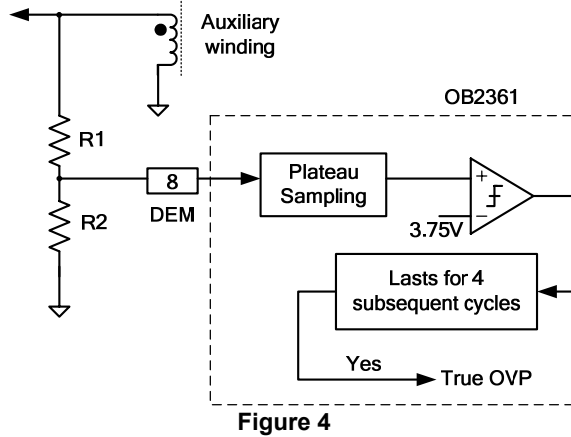 Auxiliary
winding
OB2361
R1
8
DEM
Plateau
Sampling
+
−
3.75V
R2
Lasts for 4
subsequent cycles
Yes
True OVP
Figure 4